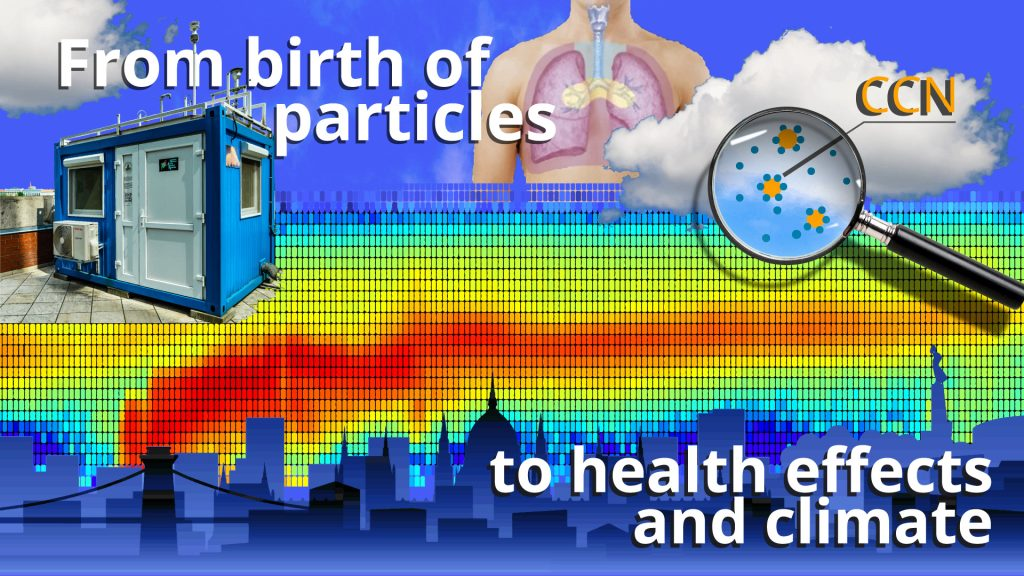 From birth of
particles
CCN
to health effects
and climate